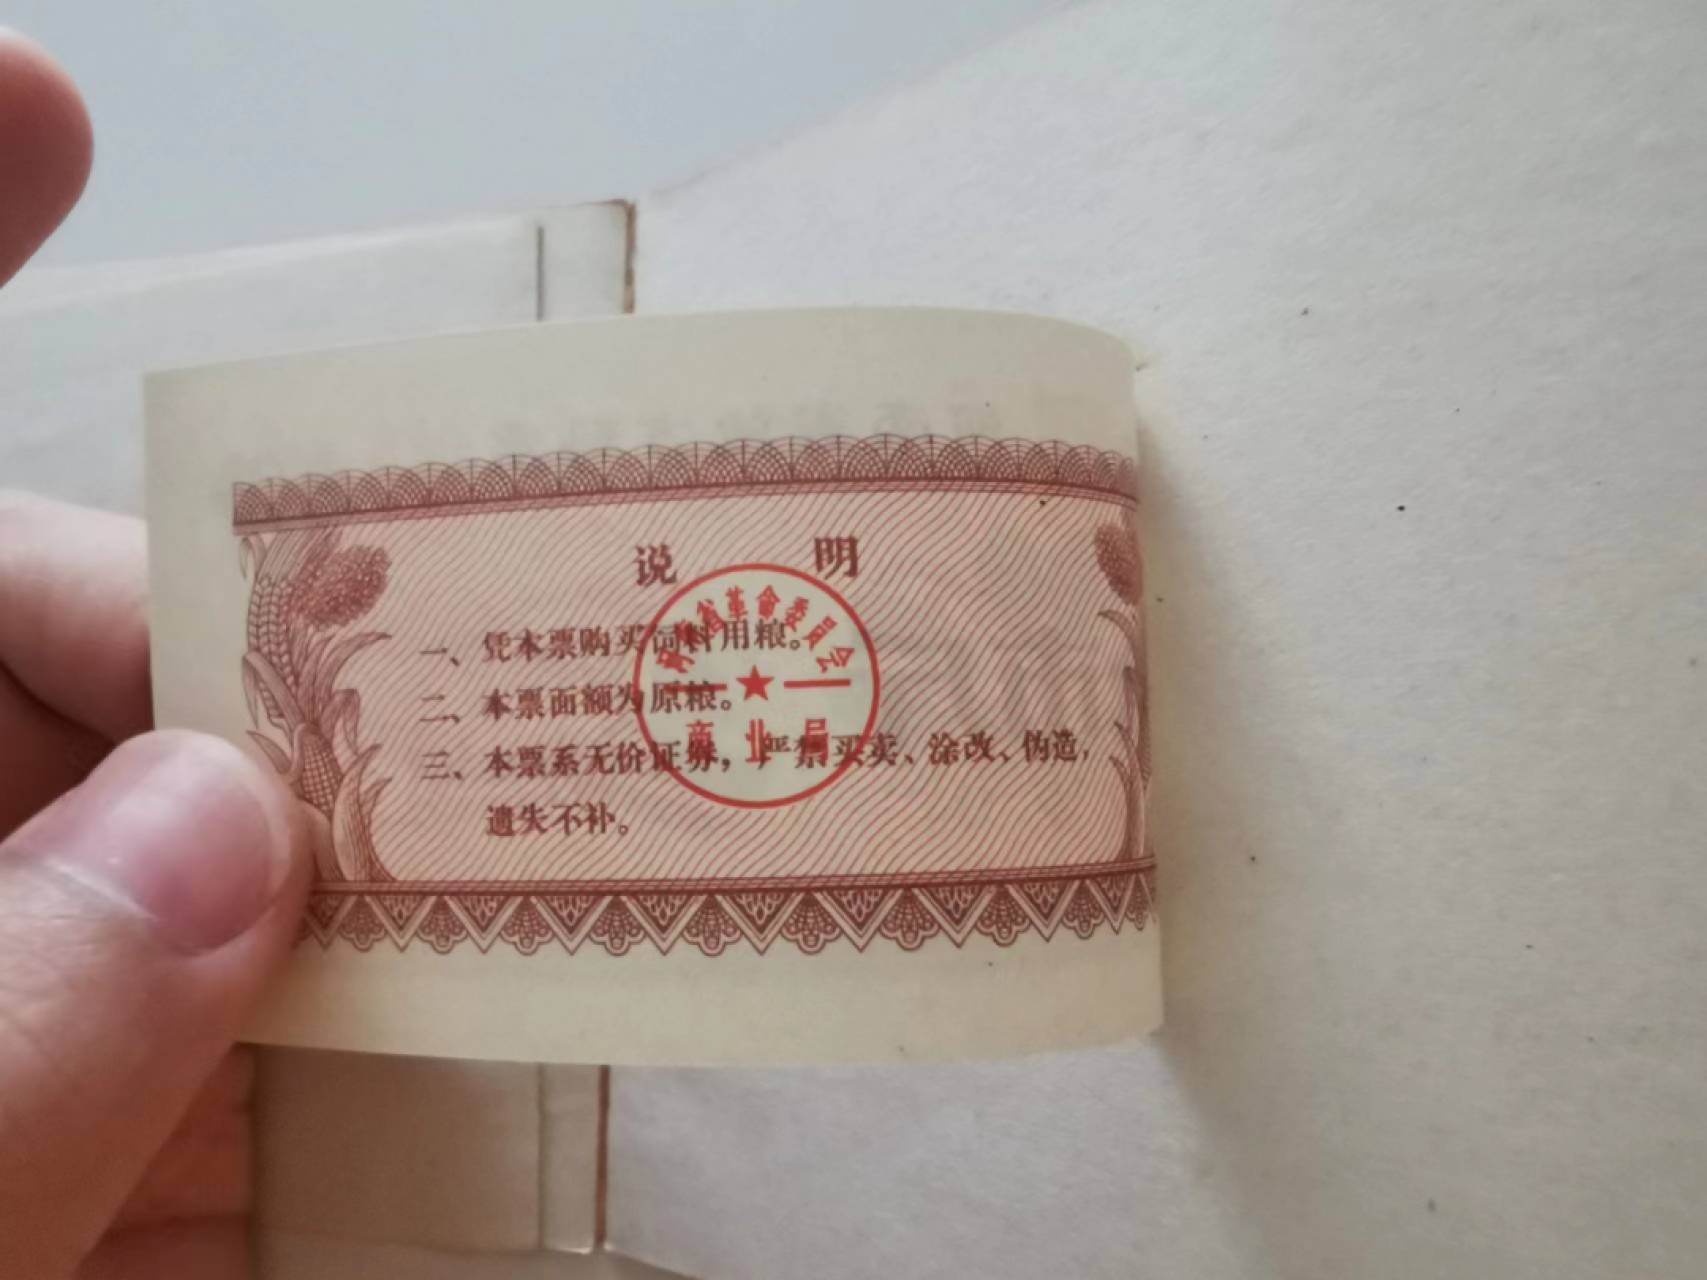 说 明
一、凭本票购买饲料用粮。
二、本票面额为原粮。
三、本票系无价证券，严禁买卖、涂改、伪造，
遗失不补。
省革命委员会
商业局